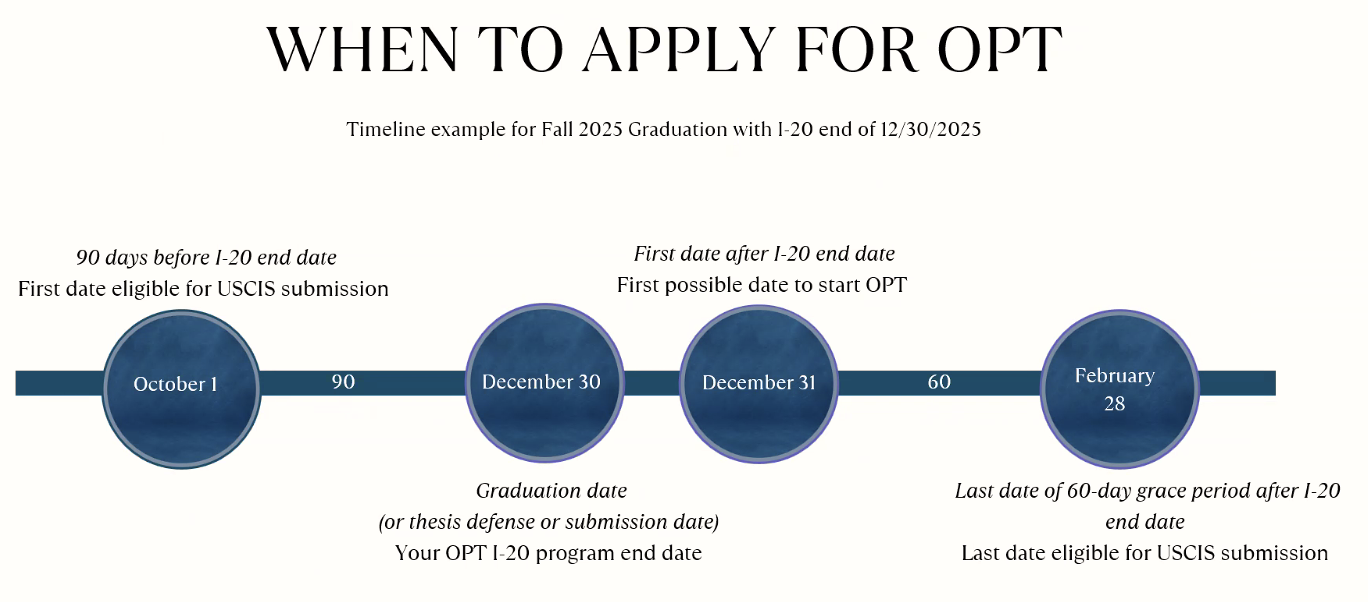 WHEN TO APPLY FOR OPT
Timeline example for Fall 2025 Graduation with I-20 end of 12/30/2025
90 days before I-20 end date
First date eligible for USCIS submission
First date after I-20 end date
First possible date to start OPT
October 1
90
December 30
December 31
60
February
28
Graduation date
(or thesis defense or submission date)
Your OPT I-20 program end date
Last date of 60-day grace period after I-20
end date
Last date eligible for USCIS submission